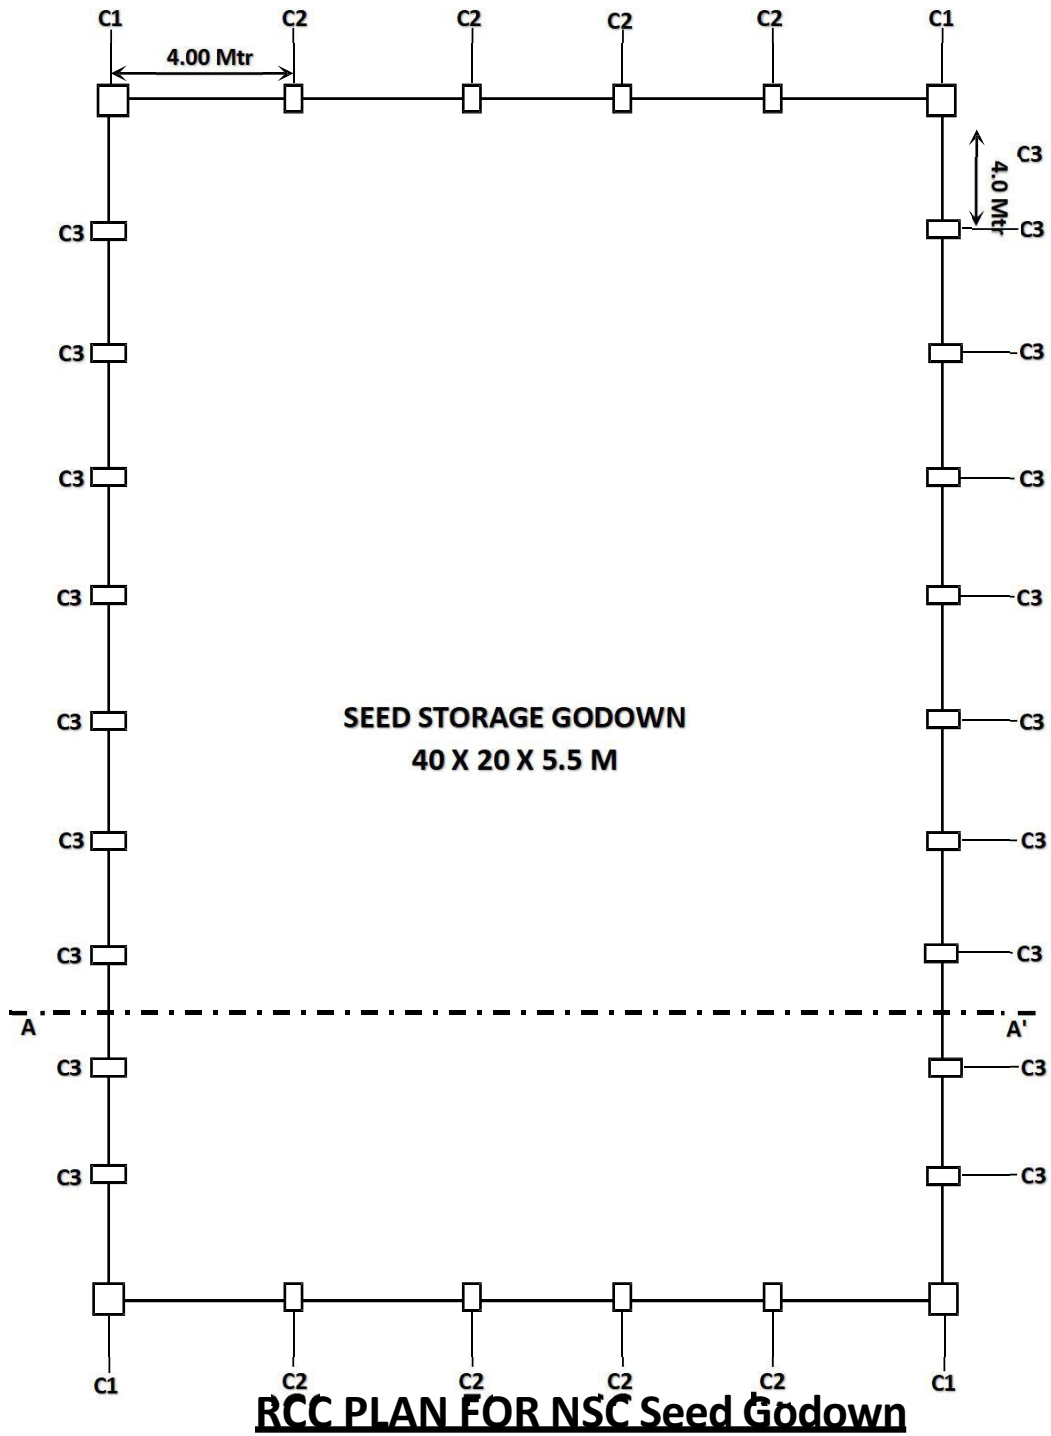 C1 C2 C2 C2 C2 C1
4.00 Mtr
C3
4.0 Mtr
C3 C3
C3 C3
C3 C3
C3 C3
SEED STORAGE GODOWN
C3 C3
40 X 20 X 5.5 M
C3 C3
C3 C3
A A'
C3 C3
C3 C3
C1 C2 C2 C2 C2 C1
RCC PLAN FOR NSC Seed Godown